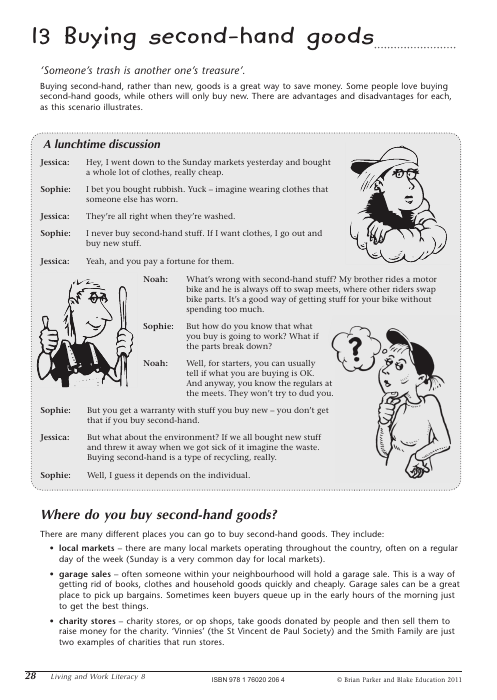 13 Buying second-hand goods
'Someone's trash is another one's treasure'.
Buying second-hand, rather than new, goods is a great way to save money. Some people love buying
second-hand goods, while others will only buy new. There are advantages and disadvantages for each,
as this scenario illustrates.
A lunchtime discussion
Jessica: Hey, I went down to the Sunday markets yesterday and bought
a whole lot of clothes, really cheap.
Sophie: I bet you bought rubbish. Yuck – imagine wearing clothes that
someone else has worn.
Jessica: They're all right when they're washed.
Sophie: I never buy second-hand stuff. If I want clothes, I go out and
buy new stuff.
Jessica: Yeah, and you pay a fortune for them.
Noah: What's wrong with second-hand stuff? My brother rides a motor
bike and he is always off to swap meets, where other riders swap
bike parts. It's a good way of getting stuff for your bike without
spending too much.
Sophie: But how do you know that what
you buy is going to work? What if
the parts break down?
Noah: Well, for starters, you can usually
tell if what you are buying is OK.
And anyway, you know the regulars at
the meets. They won't try to dud you.
Sophie: But you get a warranty with stuff you buy new – you don't get
that if you buy second-hand.
Jessica: But what about the environment? If we all bought new stuff
and threw it away when we got sick of it imagine the waste.
Buying second-hand is a type of recycling, really.
Sophie: Well, I guess it depends on the individual.
?
Where do you buy second-hand goods?
There are many different places you can go to buy second-hand goods. They include:
• local markets – there are many local markets operating throughout the country, often on a regular
day of the week (Sunday is a very common day for local markets).
• garage sales – often someone within your neighbourhood will hold a garage sale. This is a way of
getting rid of books, clothes and household goods quickly and cheaply. Garage sales can be a great
place to pick up bargains. Sometimes keen buyers queue up in the early hours of the morning just
to get the best things.
• charity stores – charity stores, or op shops, take goods donated by people and then sell them to
raise money for the charity. 'Vinnies' (the St Vincent de Paul Society) and the Smith Family are just
two examples of charities that run stores.
28 Living and Work Literacy 8 ISBN 978 1 76020 206 4 © Brian Parker and Blake Education 2011